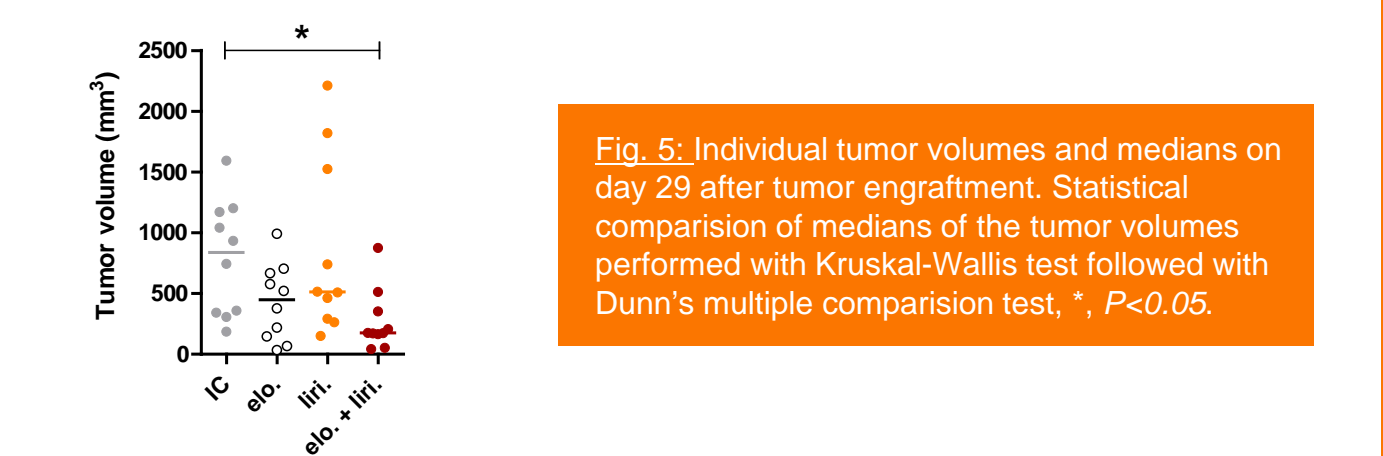 *
2500
2000
1500
1000
500
0
Tumor volume (mm³)
IC
elo.
liri.
elo. + liri.
Fig. 5: Individual tumor volumes and medians on
day 29 after tumor engraftment. Statistical
comparision of medians of the tumor volumes
performed with Kruskal-Wallis test followed with
Dunn's multiple comparision test, *, P<0.05.